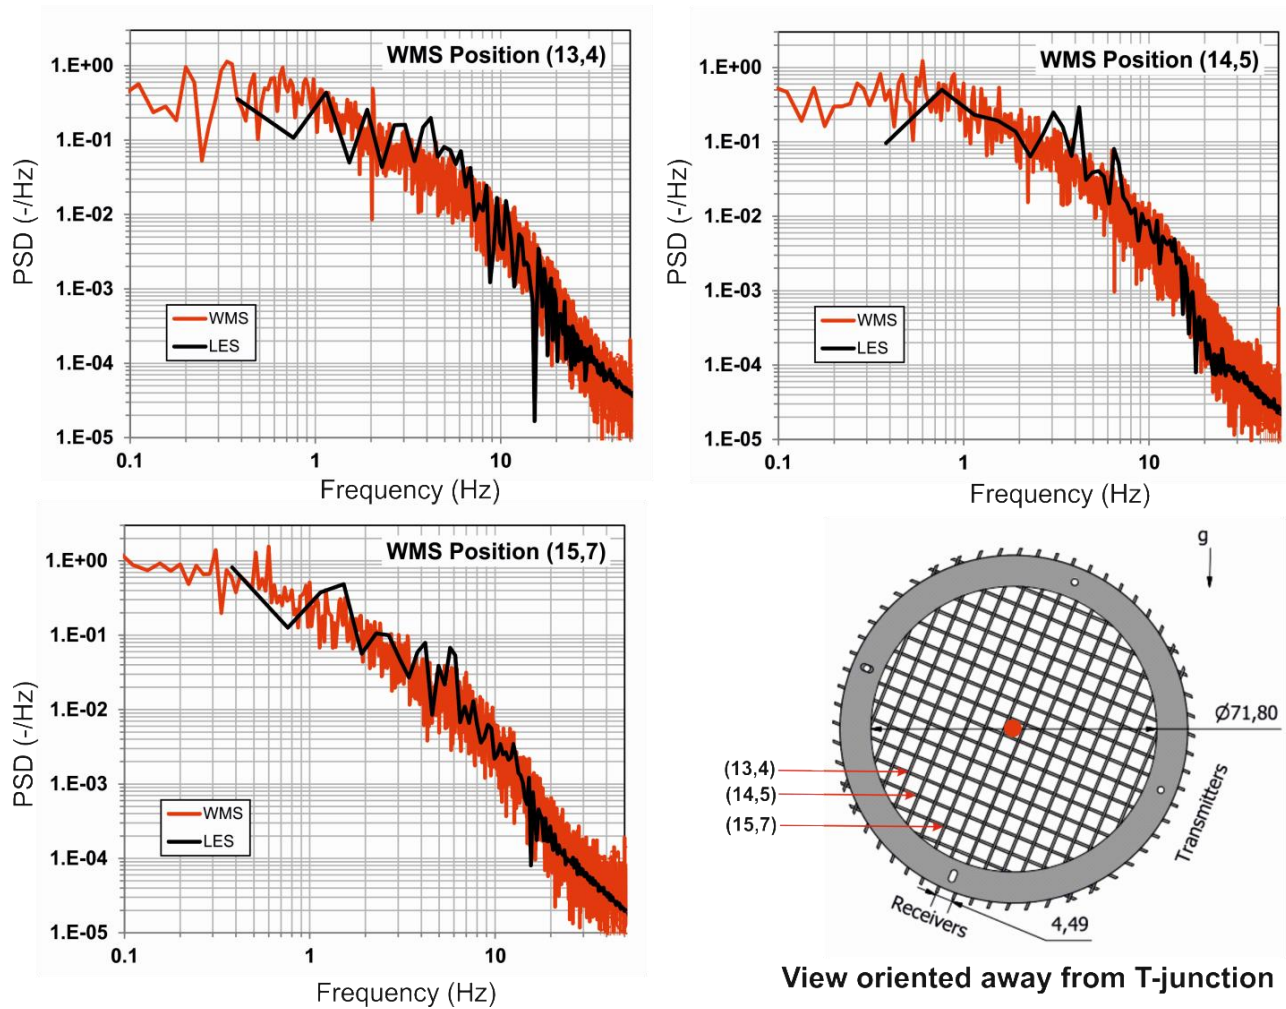 WMS Position (13,4)
PSD (-/Hz)
1.E+00
1.E-01
1.E-02
1.E-03
1.E-04
1.E-05
WMS
LES
0.1
1
10
Frequency (Hz)
WMS Position (14,5)
PSD (-/Hz)
1.E+00
1.E-01
1.E-02
1.E-03
1.E-04
1.E-05
WMS
LES
0.1
1
10
Frequency (Hz)
WMS Position (15,7)
PSD (-/Hz)
1.E+00
1.E-01
1.E-02
1.E-03
1.E-04
1.E-05
WMS
LES
0.1
1
10
Frequency (Hz)
g
Ø71,80
(13,4)
(14,5)
(15,7)
Transmitters
Receivers
4,49
View oriented away from T-junction